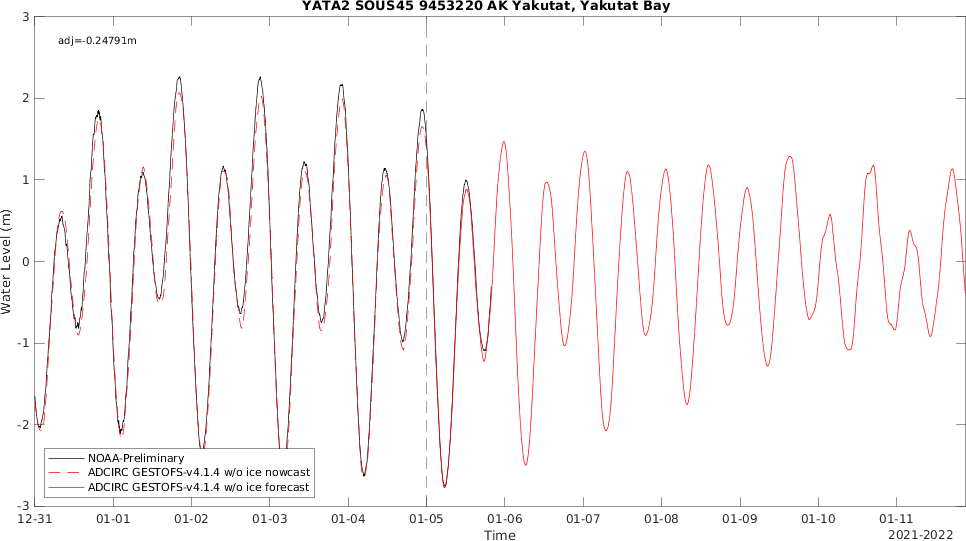 YATA2 SOUS45 9453220 AK Yakutat, Yakutat Bay
3
adj=-0.24791m
2
1
0
-1
-2
-3
Water Level (m)
NOAA-Preliminary
ADCIRC GESTOFS-v4.1.4 w/o ice nowcast
ADCIRC GESTOFS-v4.1.4 w/o ice forecast
12-31 01-01 01-02 01-03 01-04 01-05 01-06 01-07 01-08 01-09 01-10 01-11
Time
2021-2022